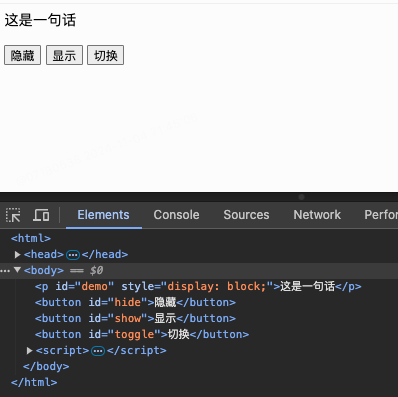 这是一句话
隐藏 显示 切换
Elements Console Sources Network Perfo
<html>
<head> … </head>
… <body> == $0
<p id="demo" style="display: block;">这是一句话</p>
<button id="hide">隐藏</button>
<button id="show">显示</button>
<button id="toggle">切换</button>
<script> … </script>
</body>
</html>